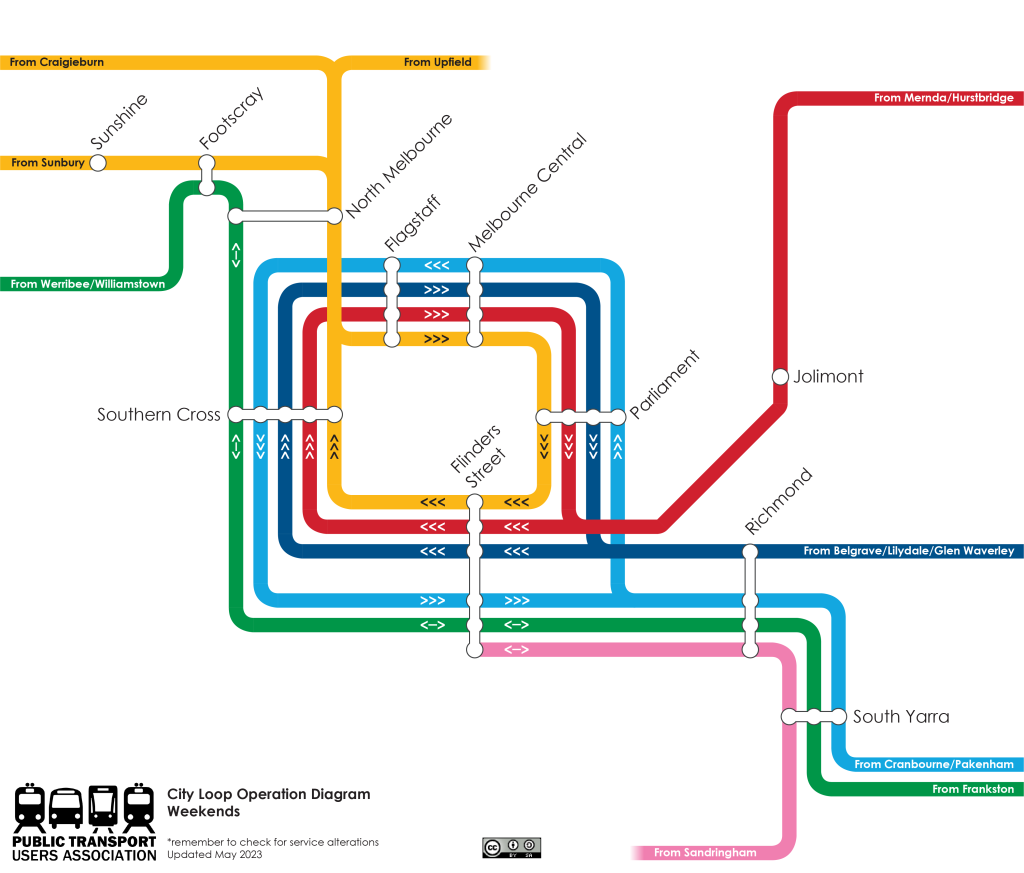 From Craigieburn
From Upfield
From Mernda/Hurstbridge
Sunshine
Footscray
From Sunbury
North Melbourne
Flagstaff
Melbourne Central
<–>
From Werribee/Williamstown
<<<
>>>
>>>
>>>
Jolimont
Parliament
Southern Cross
<–>
<<<
>>>
Flinders
Street
Richmond
<<< <<<
<<< <<<
<<< <<<
From Belgrave/Lilydale/Glen Waverley
>>> >>>
<–> <–>
<–>
South Yarra
From Cranbourne/Pakenham
From Frankston
City Loop Operation Diagram
Weekends
PUBLIC TRANSPORT
USERS ASSOCIATION
*remember to check for service alterations
Updated May 2023
cc
BY SA
From Sandringham